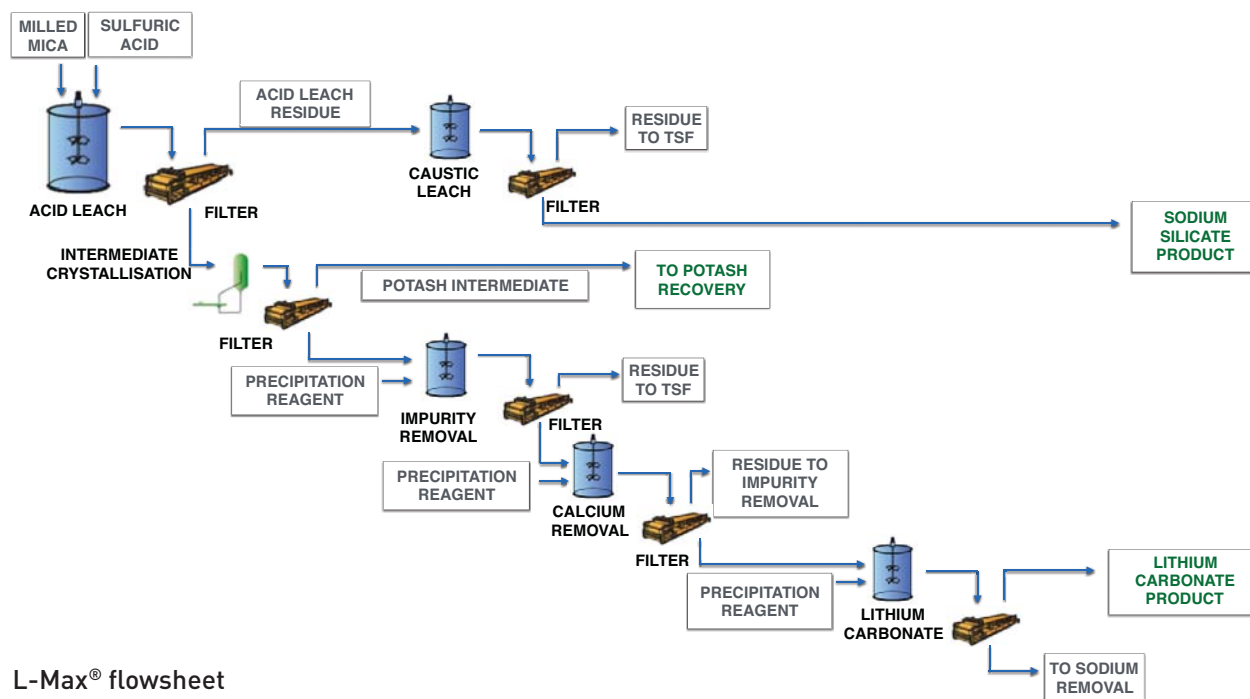 MILLED
MICA
SULFURIC
ACID
ACID LEACH
RESIDUE
RESIDUE
TO TSF
CAUSTIC
LEACH
ACID LEACH
FILTER
FILTER
SODIUM
SILICATE
PRODUCT
INTERMEDIATE
CRYSTALLISATION
POTASH INTERMEDIATE
TO POTASH
RECOVERY
FILTER
PRECIPITATION
REAGENT
IMPURITY
REMOVAL
RESIDUE
TO TSF
FILTER
PRECIPITATION
REAGENT
CALCIUM
REMOVAL
RESIDUE TO
IMPURITY
REMOVAL
FILTER
PRECIPITATION
REAGENT
LITHIUM
CARBONATE
LITHIUM
CARBONATE
PRODUCT
TO SODIUM
REMOVAL
L-Max® flowsheet